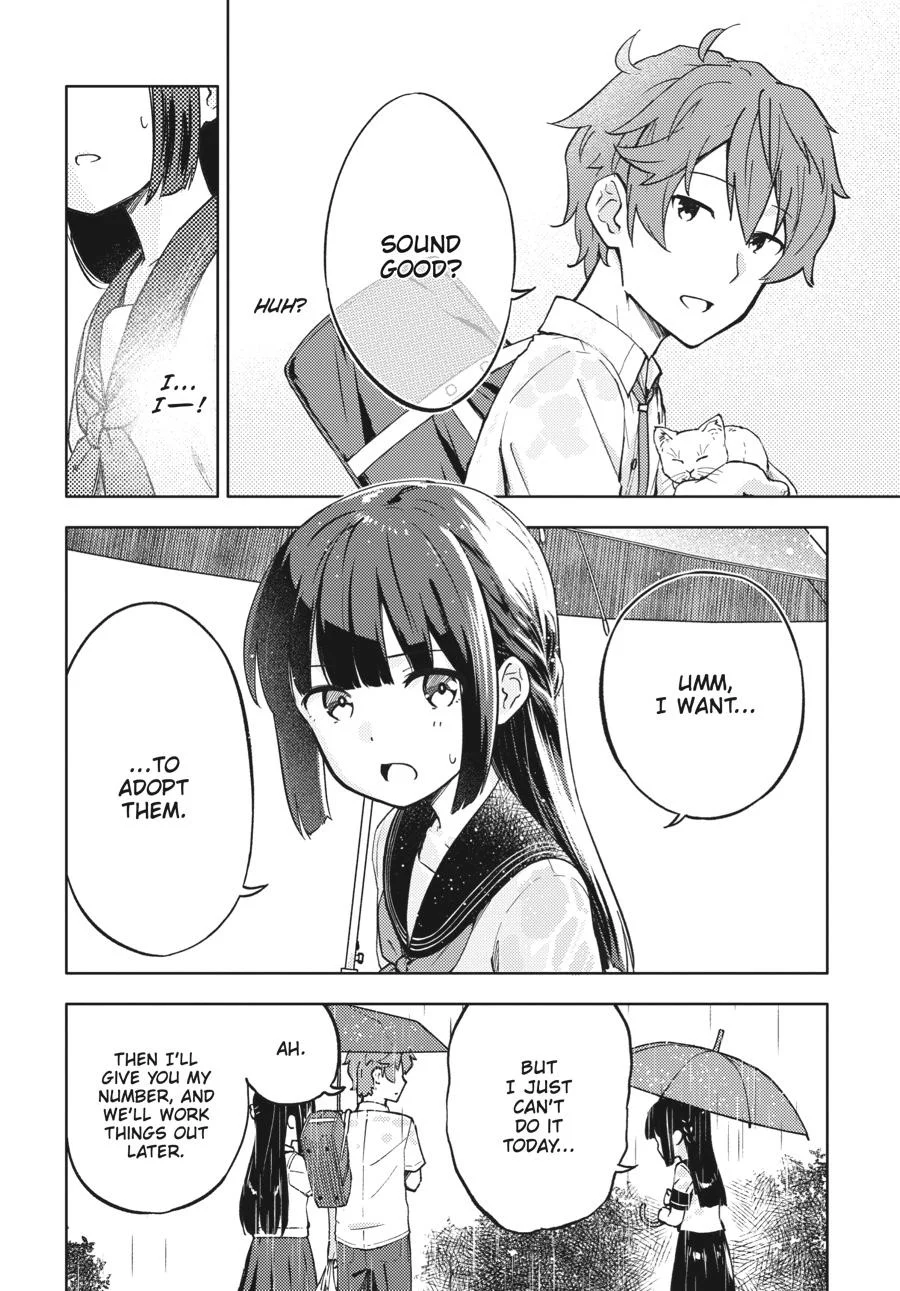 SOUND
GOOD?
HUH?
I...
I—!
UMM,
I WANT...
...TO
ADOPT
THEM.
BUT
I JUST
CAN'T
DO IT
TODAY...
AH.
THEN I'LL
GIVE YOU MY
NUMBER, AND
WE'LL WORK
THINGS OUT
LATER.